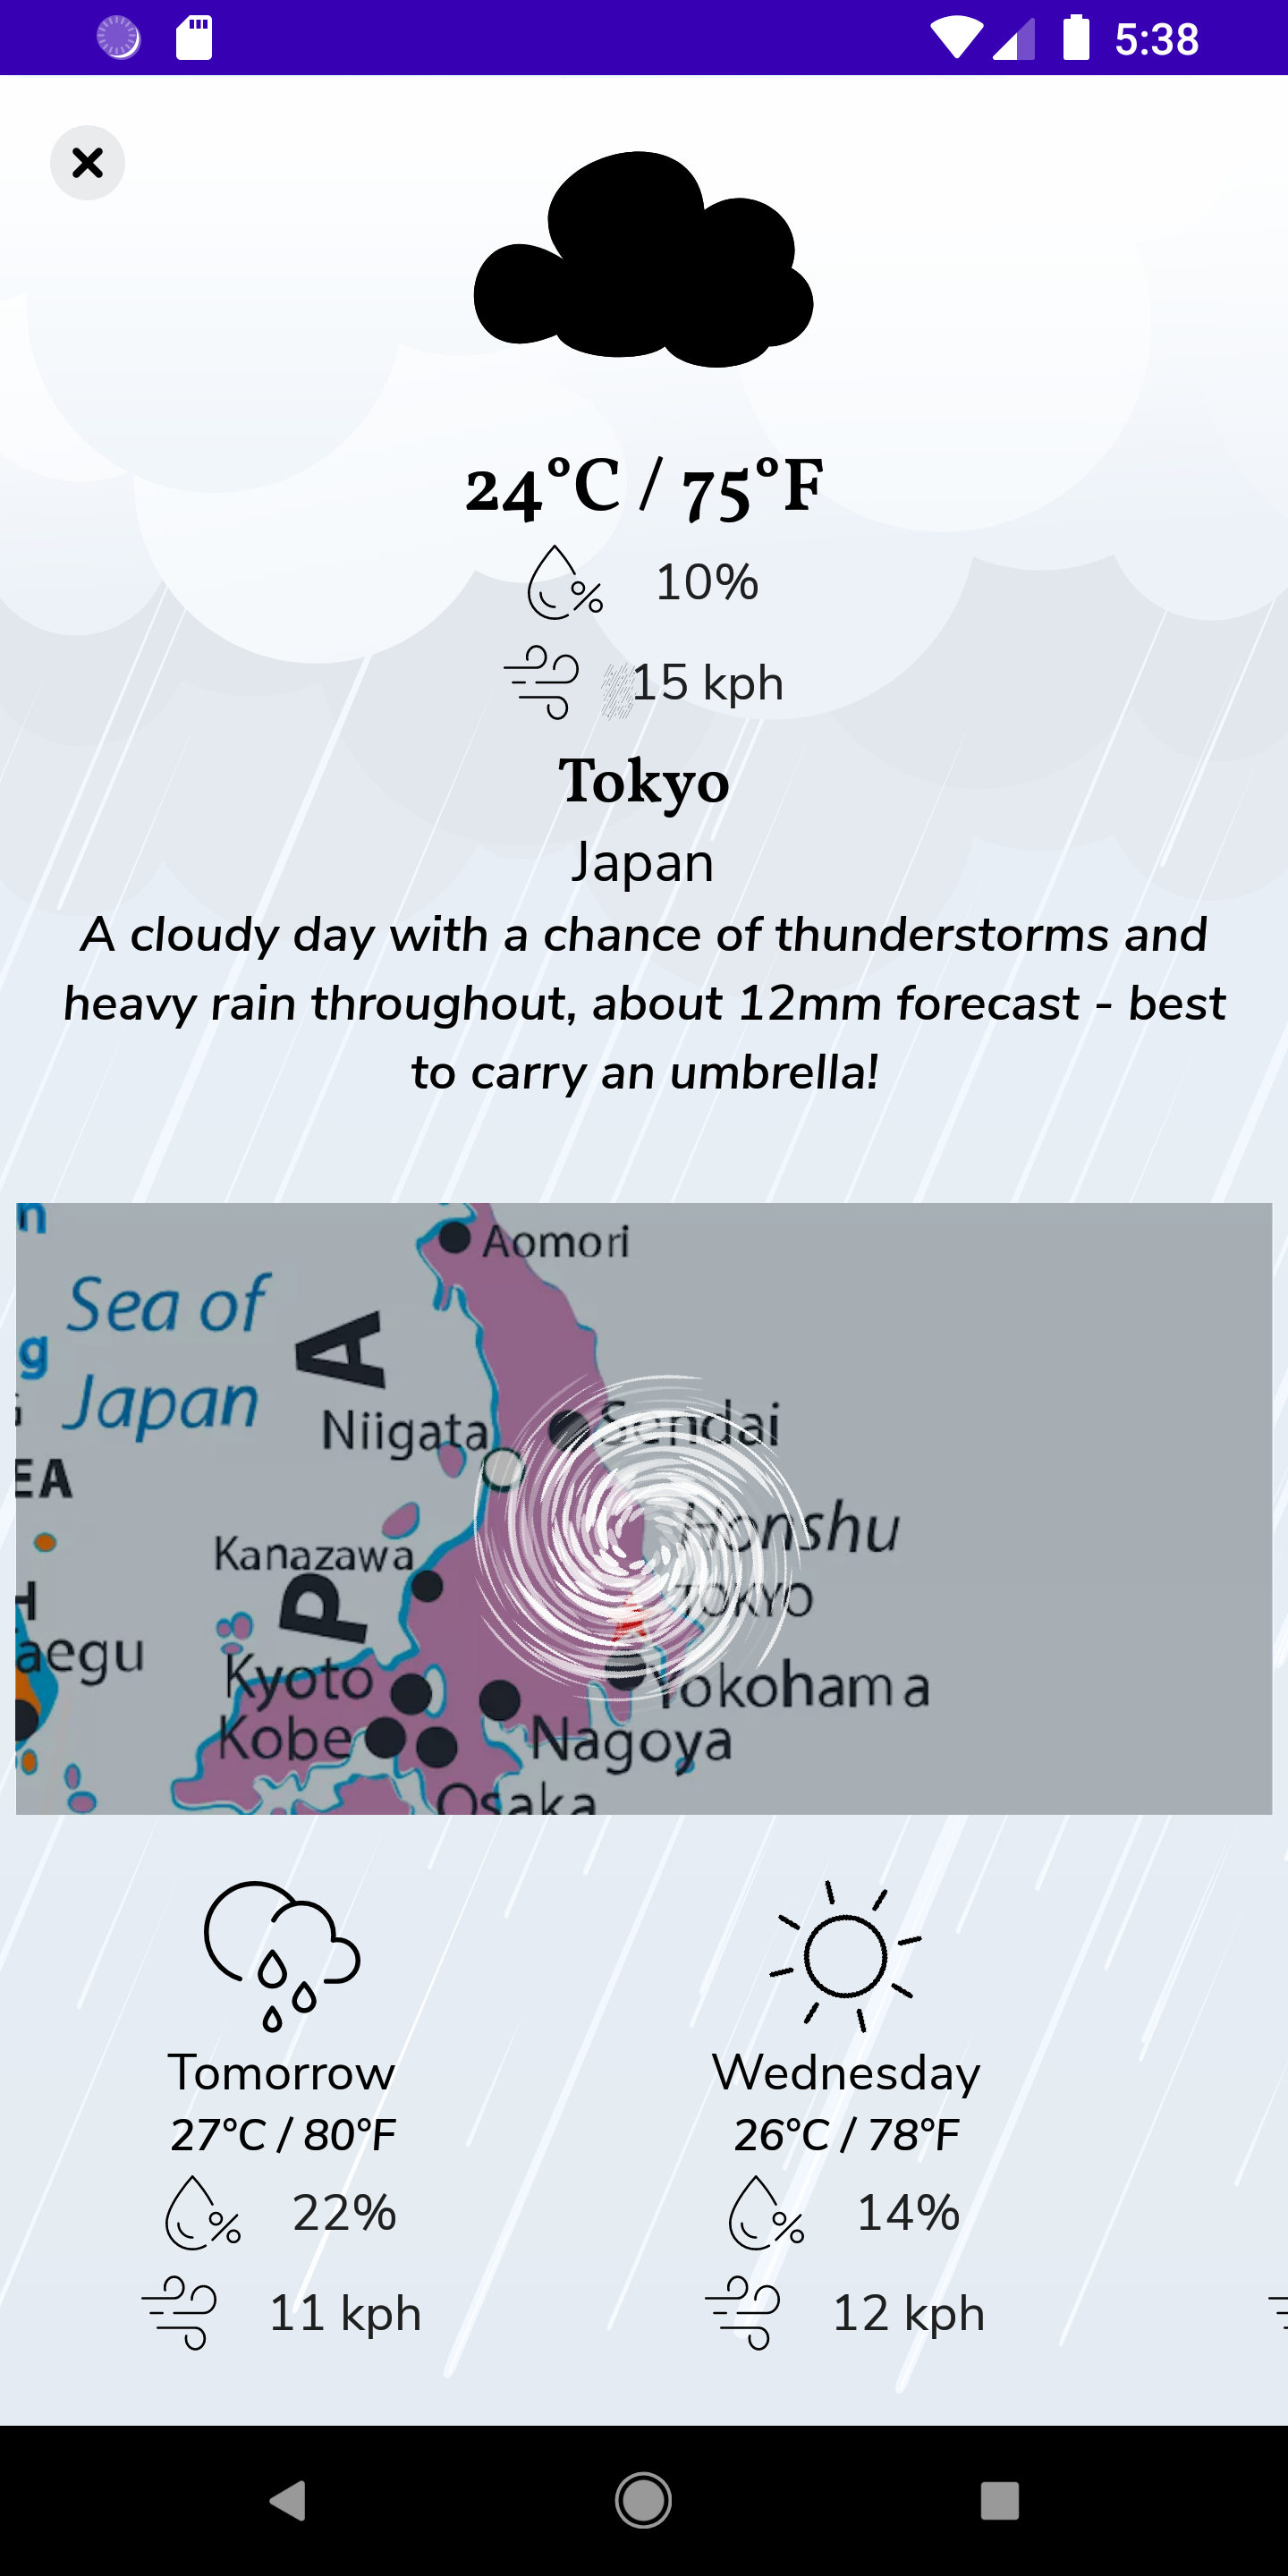 5:38
24°C / 75°F
10%
15 kph
Tokyo
Japan
A cloudy day with a chance of thunderstorms and
heavy rain throughout, about 12mm forecast - best
to carry an umbrella!
n
Aomori
Sea of
Japan
A
g
Niigata
Sendai
EA
Honshu
Kanazawa
P
H
TOKYO
aegu
Kyoto
Yokohama
Kobe
Nagoya
Osaka
Tomorrow
Wednesday
27°C / 80°F
26°C / 78°F
22%
14%
11 kph
12 kph